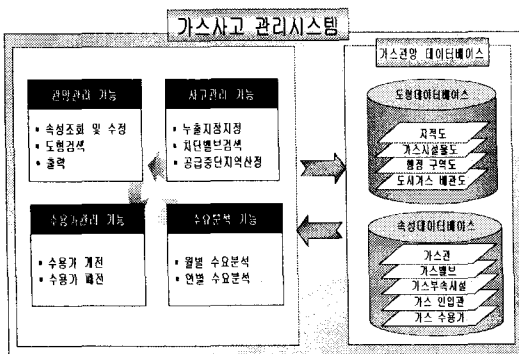 가스사고 관리시스템
관망관리 기능
▪ 속성조회 및 수정
▪ 도형검색
▪ 출력
사고관리 기능
▪ 누출지점지정
▪ 차단밸브검색
▪ 공급중단지역산정
수용가관리 기능
▪ 수용가 개전
▪ 수용가 폐전
수요분석 기능
▪ 월별 수요분석
▪ 연별 수요분석
가스관망 데이터베이스
도형데이터베이스
지적도
가스시설물도
행정 구역도
도시가스 배관도
속성데이터베이스
가스관
가스밸브
가스부속시설
가스 인입관
가스 수용가